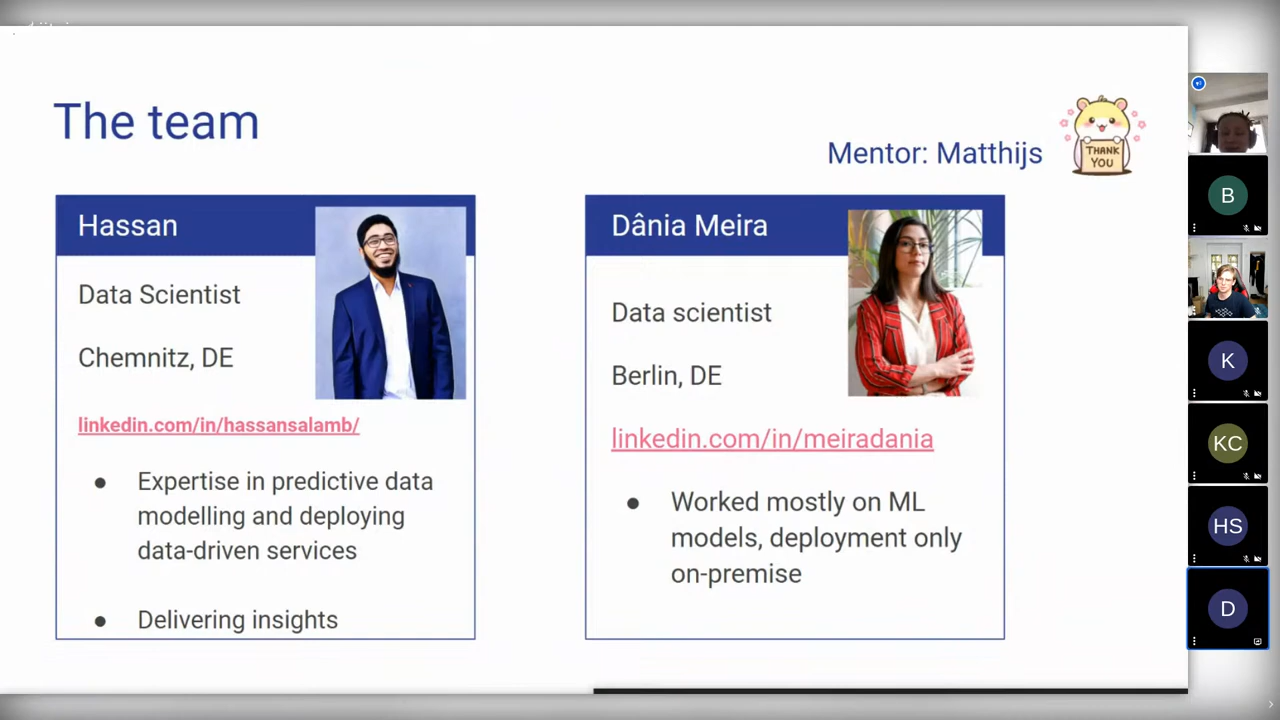 The team
Mentor: Matthijs
THANK
YOU
Hassan
Data Scientist
Chemnitz, DE
linkedin.com/in/hassansalamb/
● Expertise in predictive data
modelling and deploying
data-driven services
● Delivering insights
Dânia Meira
Data scientist
Berlin, DE
linkedin.com/in/meiradania
● Worked mostly on ML
models, deployment only
on-premise
B
K
KC
HS
D